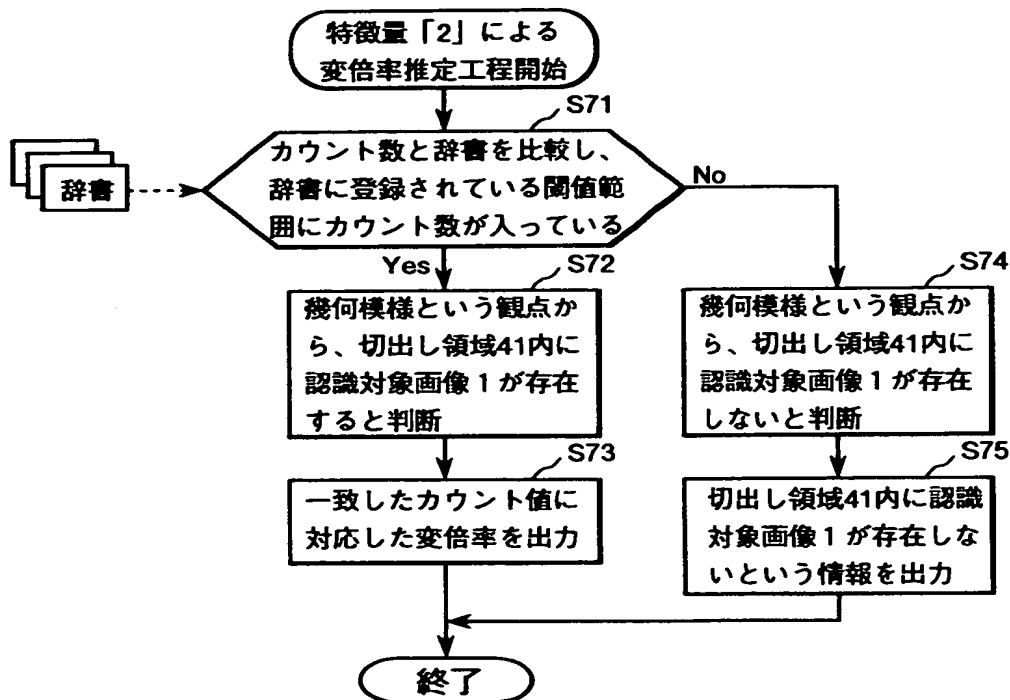 特徴量「2」による
変倍率推定工程開始
S71
辞書
カウント数と辞書を比較し、
辞書に登録されている閾値範
囲にカウント数が入っている
No
Yes
S72
幾何模様という観点か
ら、切出し領域41内に
認識対象画像1が存在
すると判断
S74
幾何模様という観点か
ら、切出し領域41内に
認識対象画像1が存在
しないと判断
S73
一致したカウント値に
対応した変倍率を出力
S75
切出し領域41内に認識
対象画像1が存在しな
いという情報を出力
終了